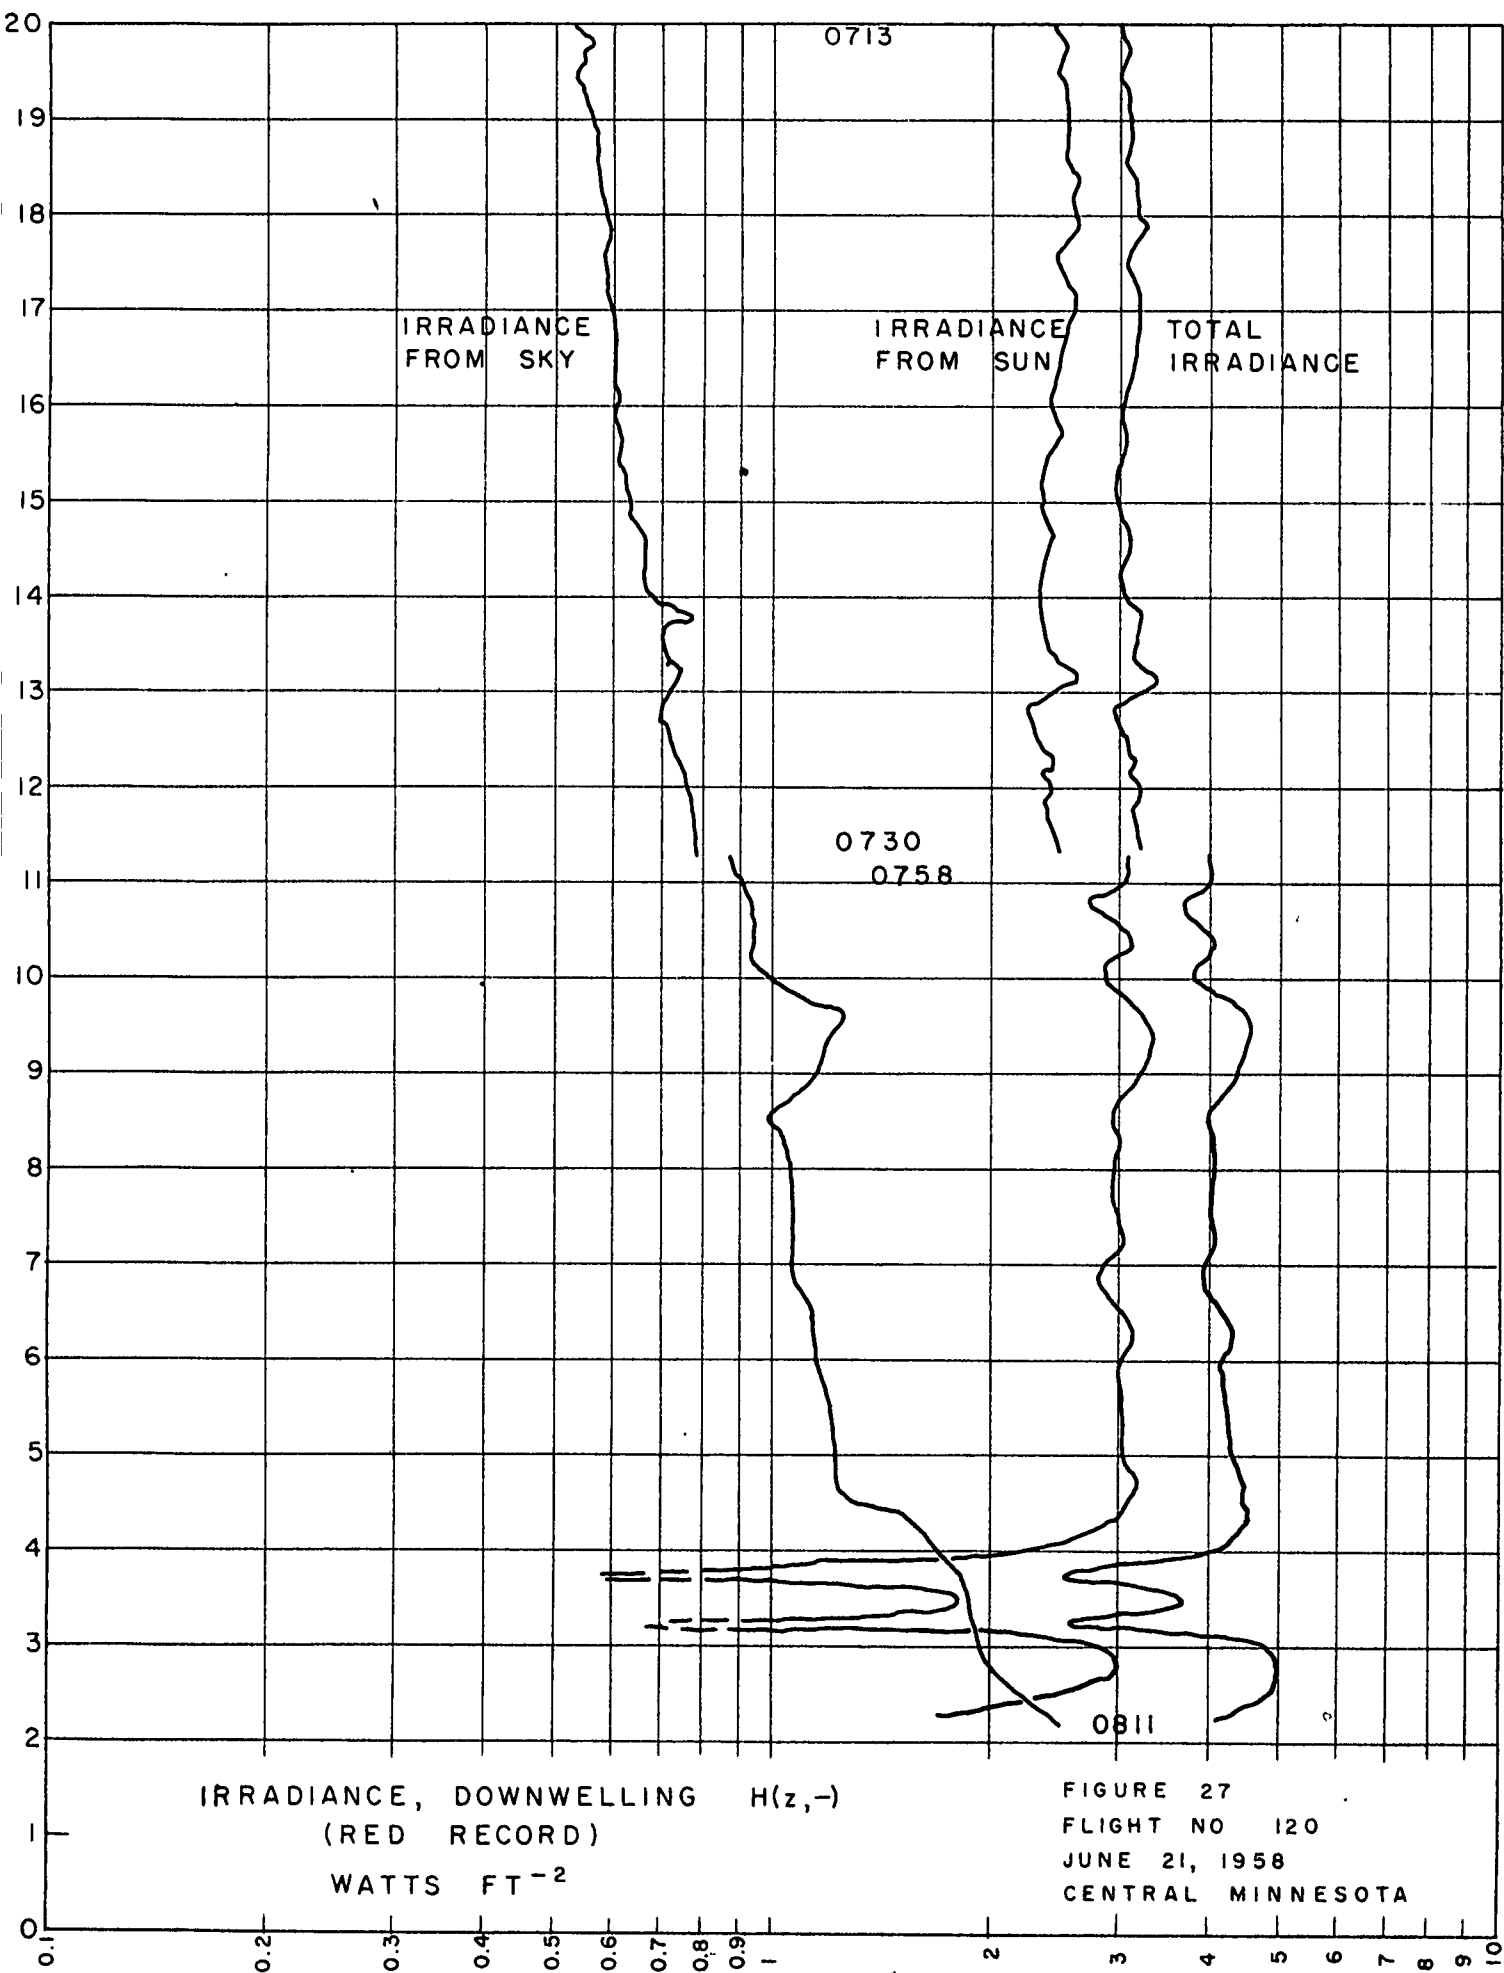 20
0713
19
18
17
IRRADIANCE
FROM SKY
IRRADIANCE
FROM SUN
TOTAL
IRRADIANCE
16
15
14
13
12
0730
0758
11
10
9
8
7
6
5
4
3
0811
2
IRRADIANCE, DOWNWELLING H(z,-)
(RED RECORD)
WATTS FT⁻²
FIGURE 27
FLIGHT NO 120
JUNE 21, 1958
CENTRAL MINNESOTA
1
0
0.1 0.2 0.3 0.4 0.5 0.6 0.7 0.8 0.9 1 2 3 4 5 6 7 8 9 10